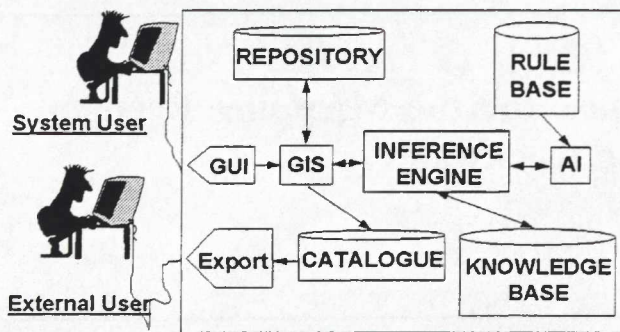 System User
External User
REPOSITORY
RULE
BASE
GUI
GIS
INFERENCE
ENGINE
AI
Export
CATALOGUE
KNOWLEDGE
BASE